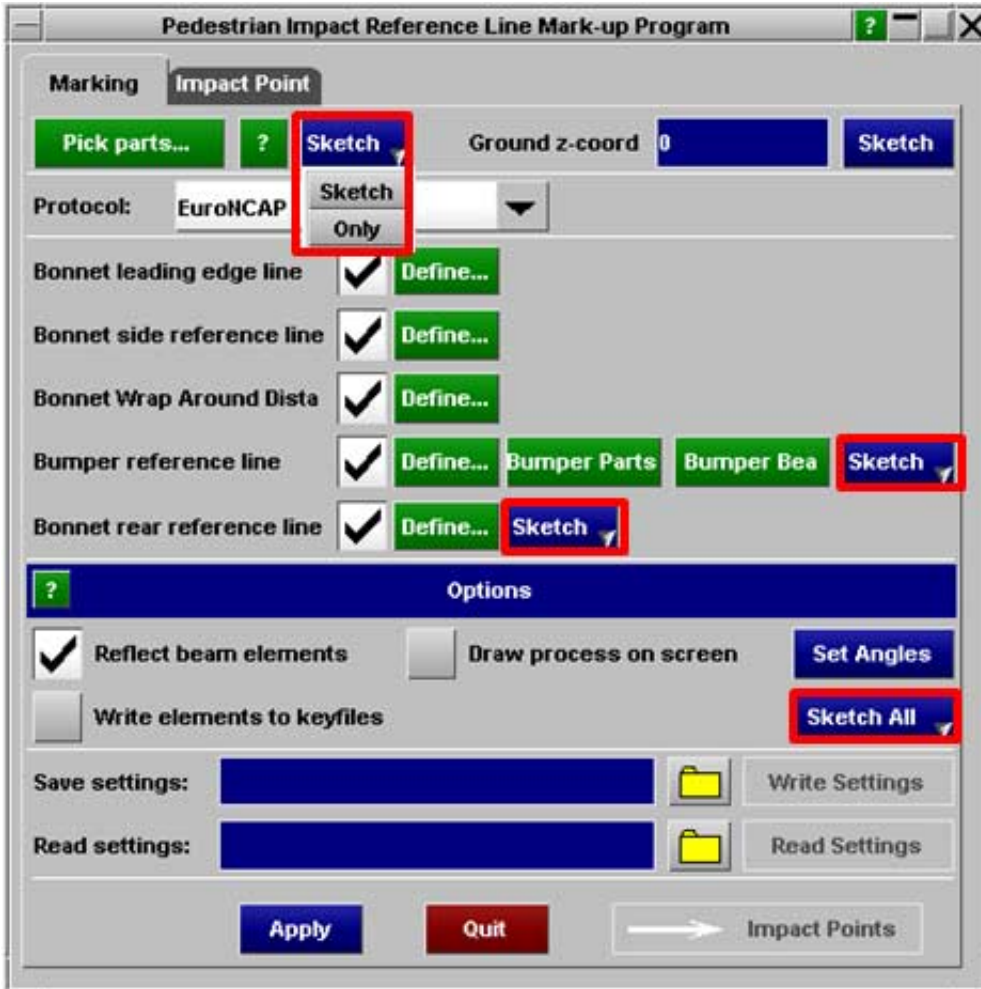 Pedestrian Impact Reference Line Mark-up Program ?
Marking Impact Point
Pick parts... ? Sketch Ground z-coord 0 Sketch
Sketch
Protocol: EuroNCAP
Only
Bonnet leading edge line Define...
Bonnet side reference line Define...
Bonnet Wrap Around Dista Define...
Bumper reference line Define... Bumper Parts Bumper Bea Sketch
Bonnet rear reference line Define... Sketch
? Options
Reflect beam elements Draw process on screen Set Angles
Write elements to keyfiles Sketch All
Save settings: Write Settings
Read settings: Read Settings
Apply Quit Impact Points